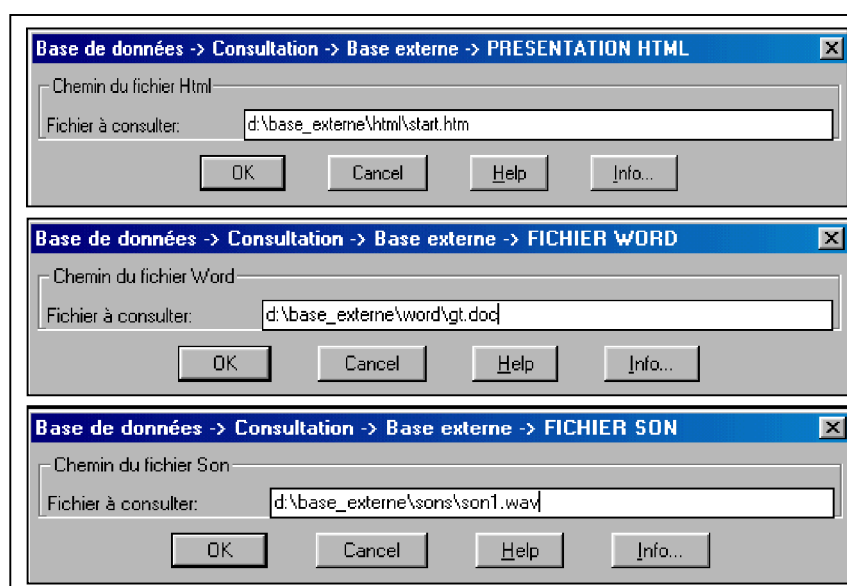 Base de données -> Consultation -> Base externe -> PRESENTATION HTML
Chemin du fichier Html
Fichier à consulter: d:\base_externe\html\start.htm
OK Cancel Help Info...
Base de données -> Consultation -> Base externe -> FICHIER WORD
Chemin du fichier Word
Fichier à consulter: d:\base_externe\word\gt.doc
OK Cancel Help Info...
Base de données -> Consultation -> Base externe -> FICHIER SON
Chemin du fichier Son
Fichier à consulter: d:\base_externe\sons\son1.wav
OK Cancel Help Info...